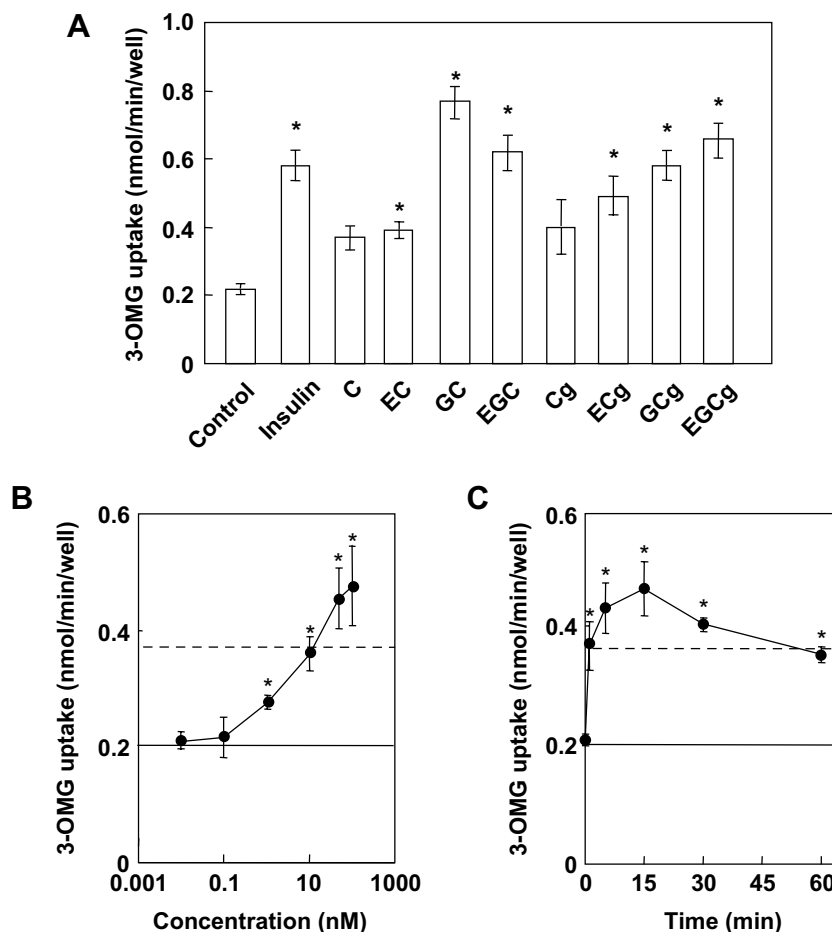 A
3-OMG uptake (nmol/min/well)
1.0
0.8
0.6
0.4
0.2
0
*
*
*
*
*
*
*
Control
Insulin
C
EC
GC
EGC
Cg
ECg
GCg
EGCg
B
3-OMG uptake (nmol/min/well)
0.6
0.4
0.2
0
*
*
*
*
0.001
0.1
10
1000
Concentration (nM)
C
3-OMG uptake (nmol/min/well)
0.6
0.4
0.2
0
*
*
*
*
*
0
15
30
45
60
Time (min)